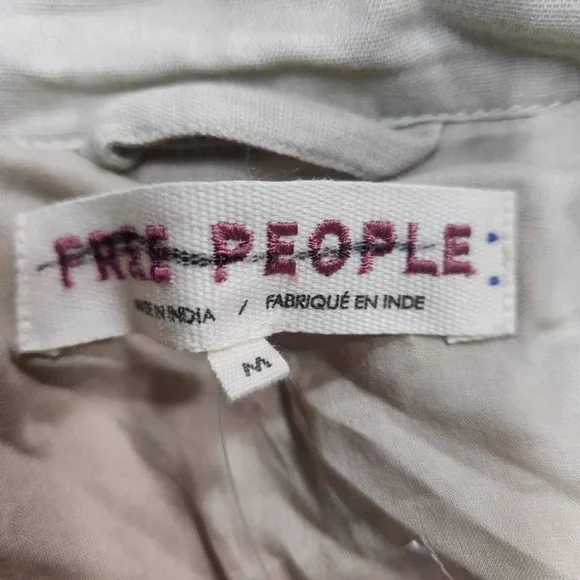 FREE PEOPLE
MADE IN INDIA / FABRIQUÉ EN INDE
M